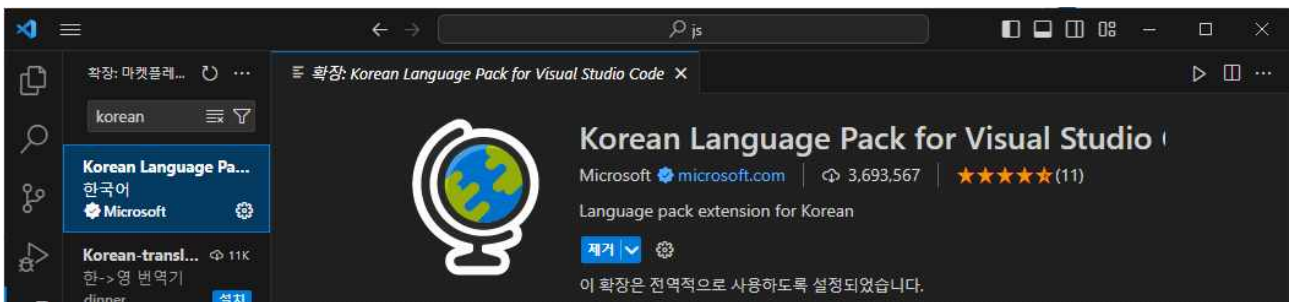 js
확장: 마켓플레...
확장: Korean Language Pack for Visual Studio Code
korean
Korean Language Pa...
한국어
Microsoft
Korean-transl... 11K
한->영 번역기
dinner 설치
Korean Language Pack for Visual Studio
Microsoft microsoft.com 3,693,567 ★★★★⯪(11)
Language pack extension for Korean
제거
이 확장은 전역적으로 사용하도록 설정되었습니다.